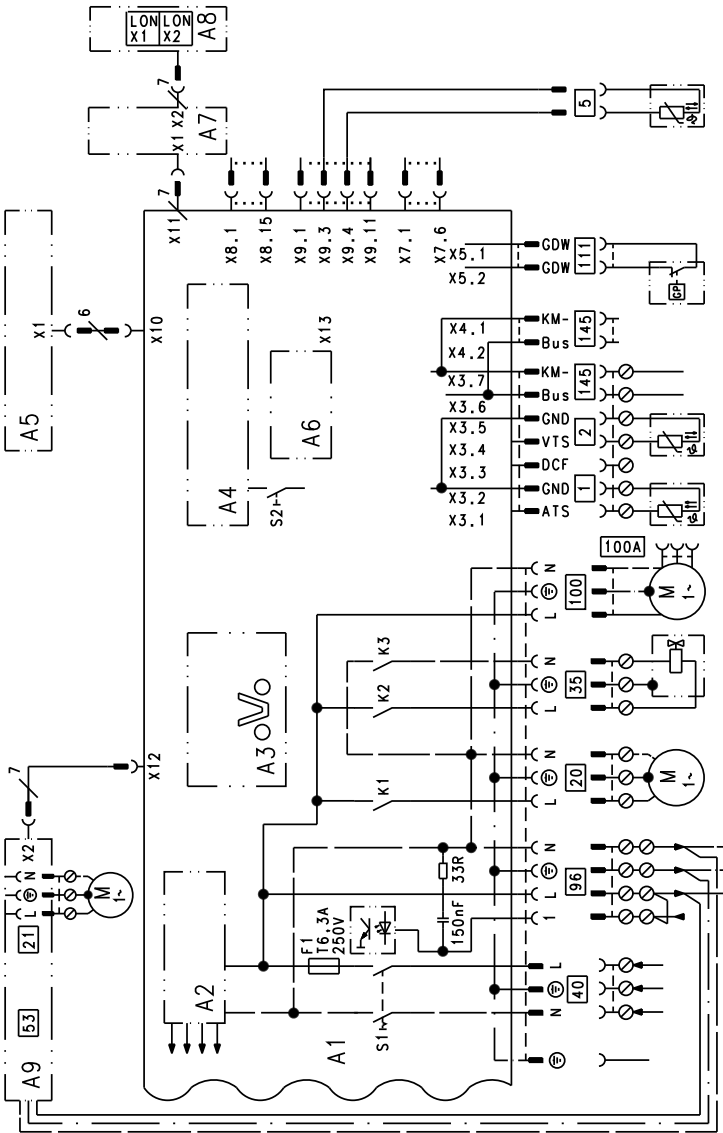 LON X1
LON X2
A8
7
X1 X2
A7
7
X11
X8.1
X8.15
X9.1
X9.3
X9.4
X9.11
X7.1
X7.6
5
ϑ
A5
X1
6
X10
A4
S2
A6
X13
X5.1
X5.2
GDW
GDW
111
GP
X4.1
X4.2
KM-
Bus
145
X3.7
X3.6
KM-
Bus
145
X3.5
X3.4
X3.3
X3.2
X3.1
GND
VTS
2
DCF
GND
ATS
1
ϑ
ϑ
100A
N
L
100
M
1~
K3
K2
N
L
35
A3
X12
7
K1
N
L
20
M
1~
X2
N
L
21
M
1~
53
A9
N
L
1
96
33R
150nF
F1
T6.3A
250V
A2
S1
L
N
40
A1